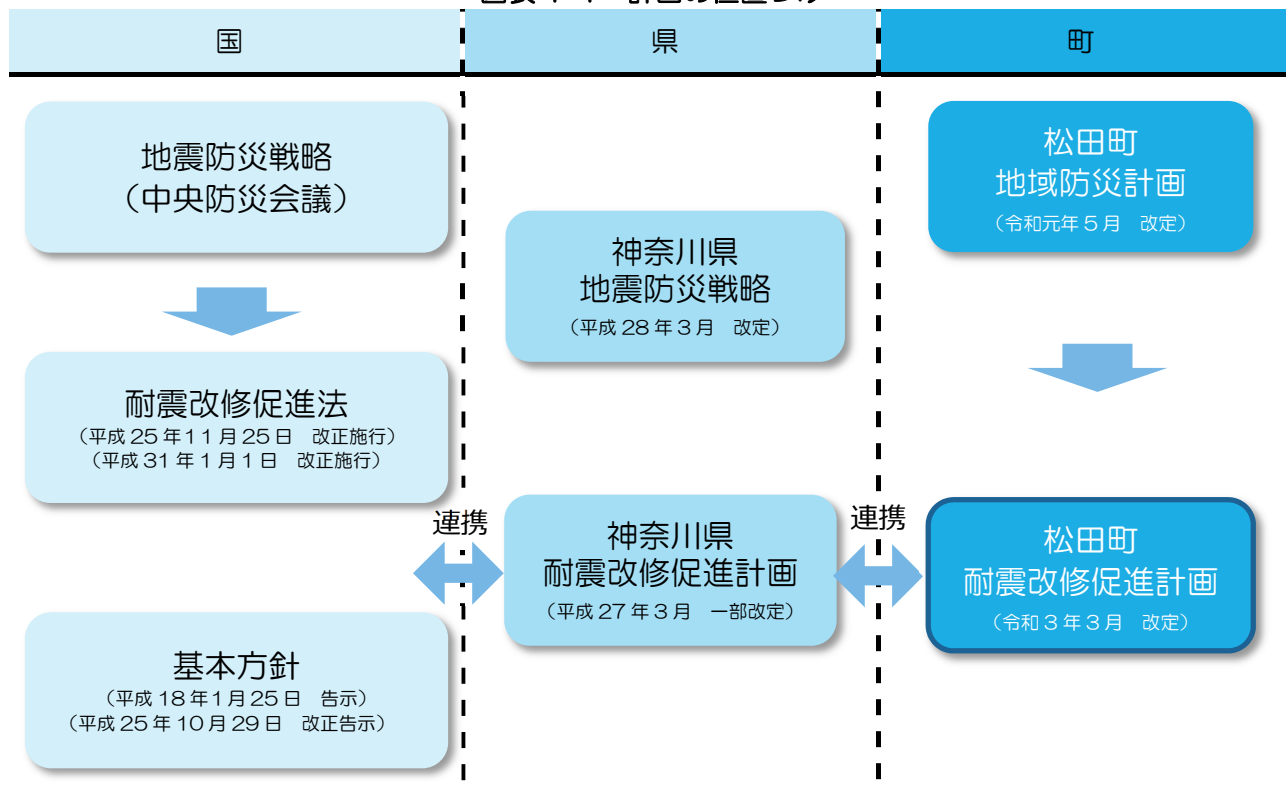 国
県
町
地震防災戦略
（中央防災会議）
耐震改修促進法
（平成25年11月25日　改正施行）
（平成31年1月1日　改正施行）
基本方針
（平成18年1月25日　告示）
（平成25年10月29日　改正告示）
連携
神奈川県
地震防災戦略
（平成28年3月　改定）
神奈川県
耐震改修促進計画
（平成27年3月　一部改定）
連携
松田町
地域防災計画
（令和元年5月　改定）
松田町
耐震改修促進計画
（令和3年3月　改定）